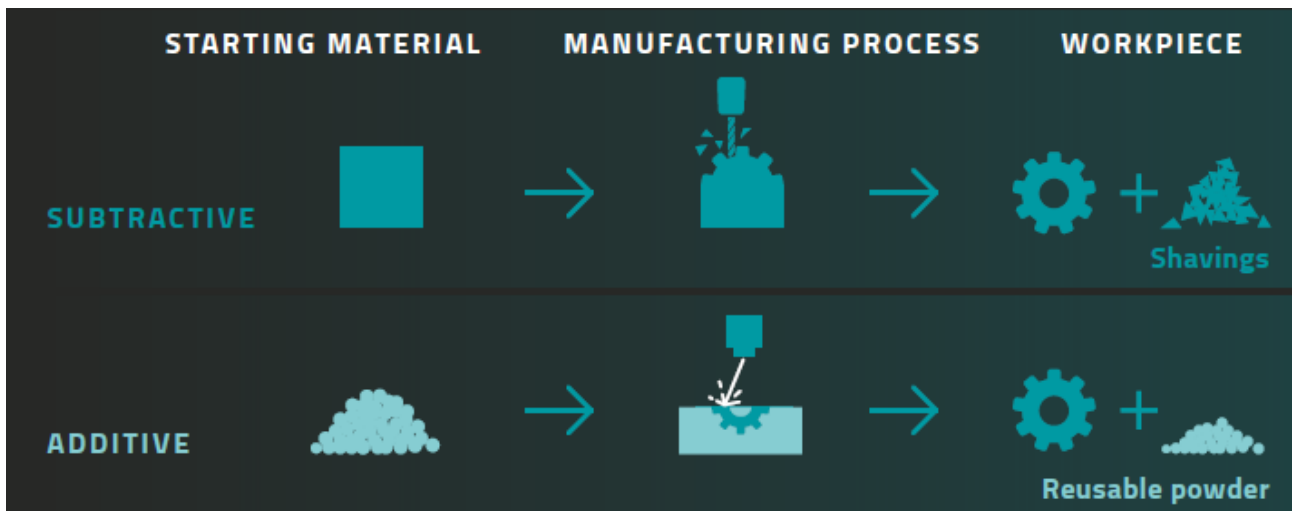 STARTING MATERIAL
MANUFACTURING PROCESS
WORKPIECE
SUBTRACTIVE
Shavings
ADDITIVE
Reusable powder